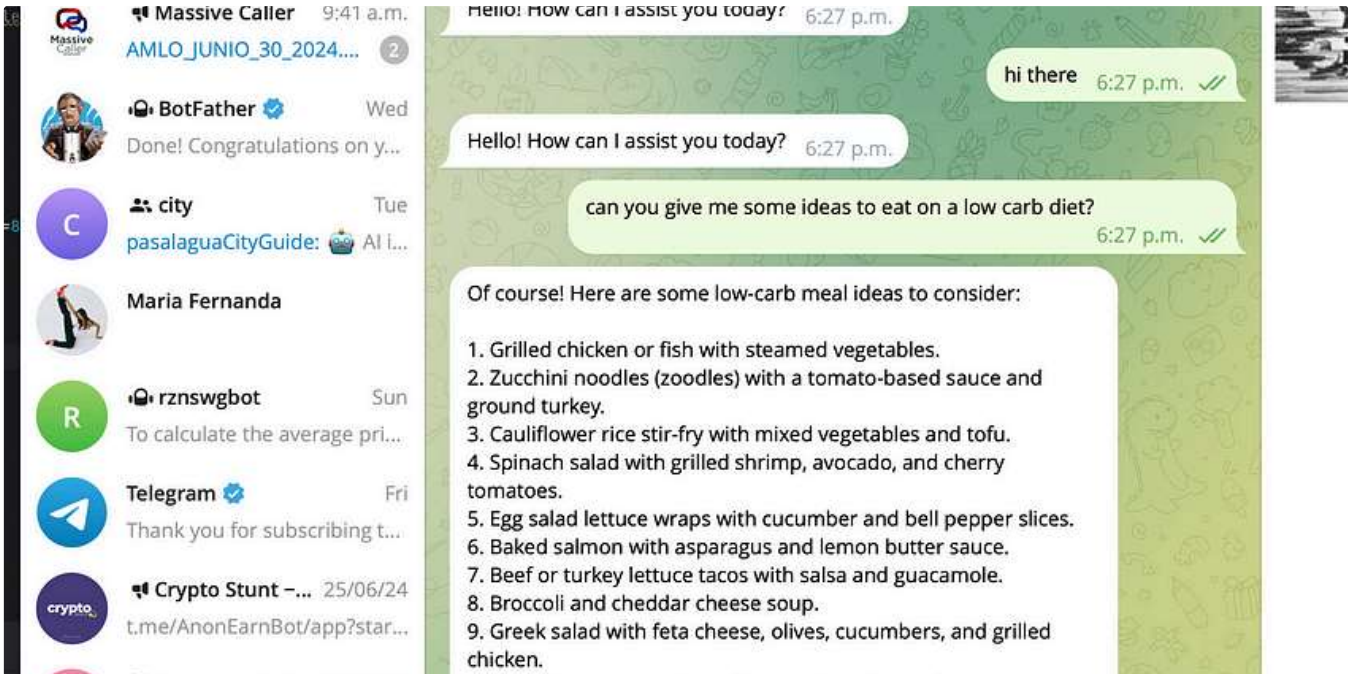 Massive Caller 9:41 a.m.
Massive
Caller
AMLO_JUNIO_30_2024.... 2
BotFather Wed
Done! Congratulations on y...
C
city Tue
pasalaguaCityGuide: 🤖 AI i...
Maria Fernanda
R
rznswgbot Sun
To calculate the average pri...
Telegram Fri
Thank you for subscribing t...
crypto
Crypto Stunt –... 25/06/24
t.me/AnonEarnBot/app?star...
Hello! How can I assist you today? 6:27 p.m.
hi there 6:27 p.m.
Hello! How can I assist you today? 6:27 p.m.
can you give me some ideas to eat on a low carb diet?
6:27 p.m.
Of course! Here are some low-carb meal ideas to consider:
1. Grilled chicken or fish with steamed vegetables.
2. Zucchini noodles (zoodles) with a tomato-based sauce and
ground turkey.
3. Cauliflower rice stir-fry with mixed vegetables and tofu.
4. Spinach salad with grilled shrimp, avocado, and cherry
tomatoes.
5. Egg salad lettuce wraps with cucumber and bell pepper slices.
6. Baked salmon with asparagus and lemon butter sauce.
7. Beef or turkey lettuce tacos with salsa and guacamole.
8. Broccoli and cheddar cheese soup.
9. Greek salad with feta cheese, olives, cucumbers, and grilled
chicken.